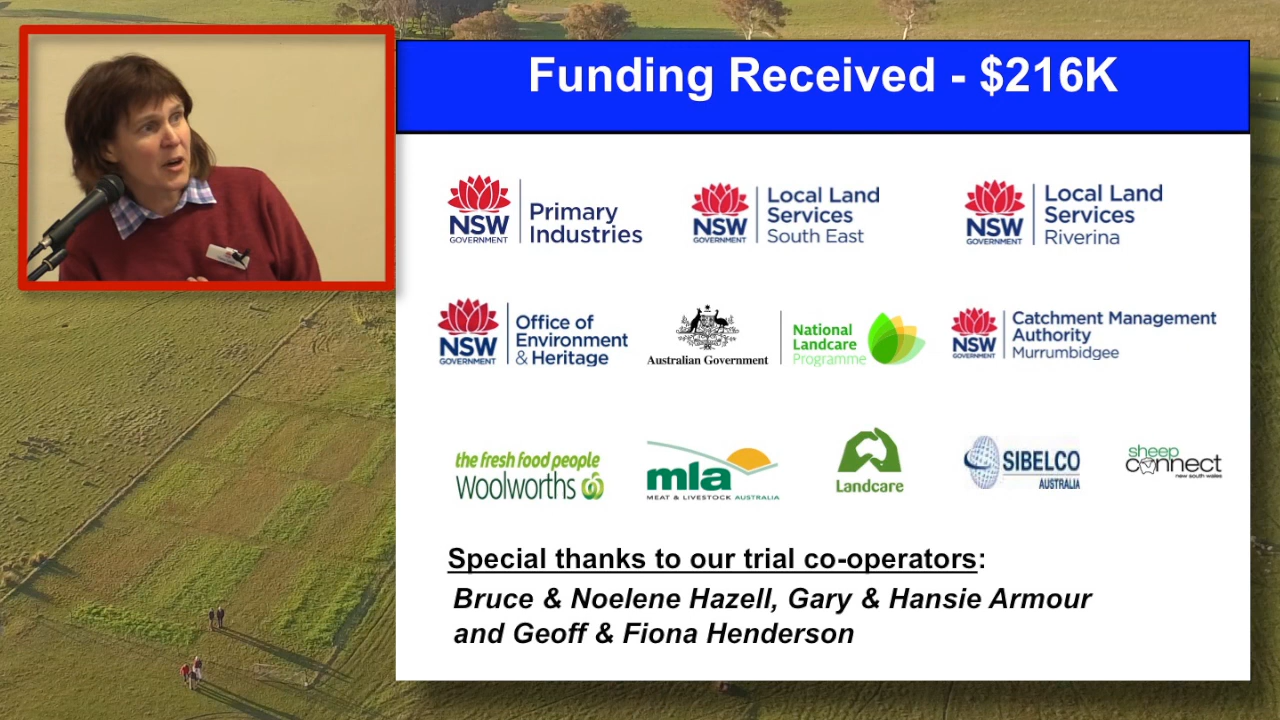 Funding Received - $216K
NSW
GOVERNMENT
Primary
Industries
NSW
GOVERNMENT
Local Land
Services
South East
NSW
GOVERNMENT
Local Land
Services
Riverina
NSW
GOVERNMENT
Office of
Environment
& Heritage
Australian Government
National
Landcare
Programme
NSW
GOVERNMENT
Catchment Management
Authority
Murrumbidgee
the fresh food people
Woolworths
mla
MEAT & LIVESTOCK AUSTRALIA
Landcare
SIBELCO
AUSTRALIA
sheep
connect
new south wales
Special thanks to our trial co-operators:
Bruce & Noelene Hazell, Gary & Hansie Armour
and Geoff & Fiona Henderson